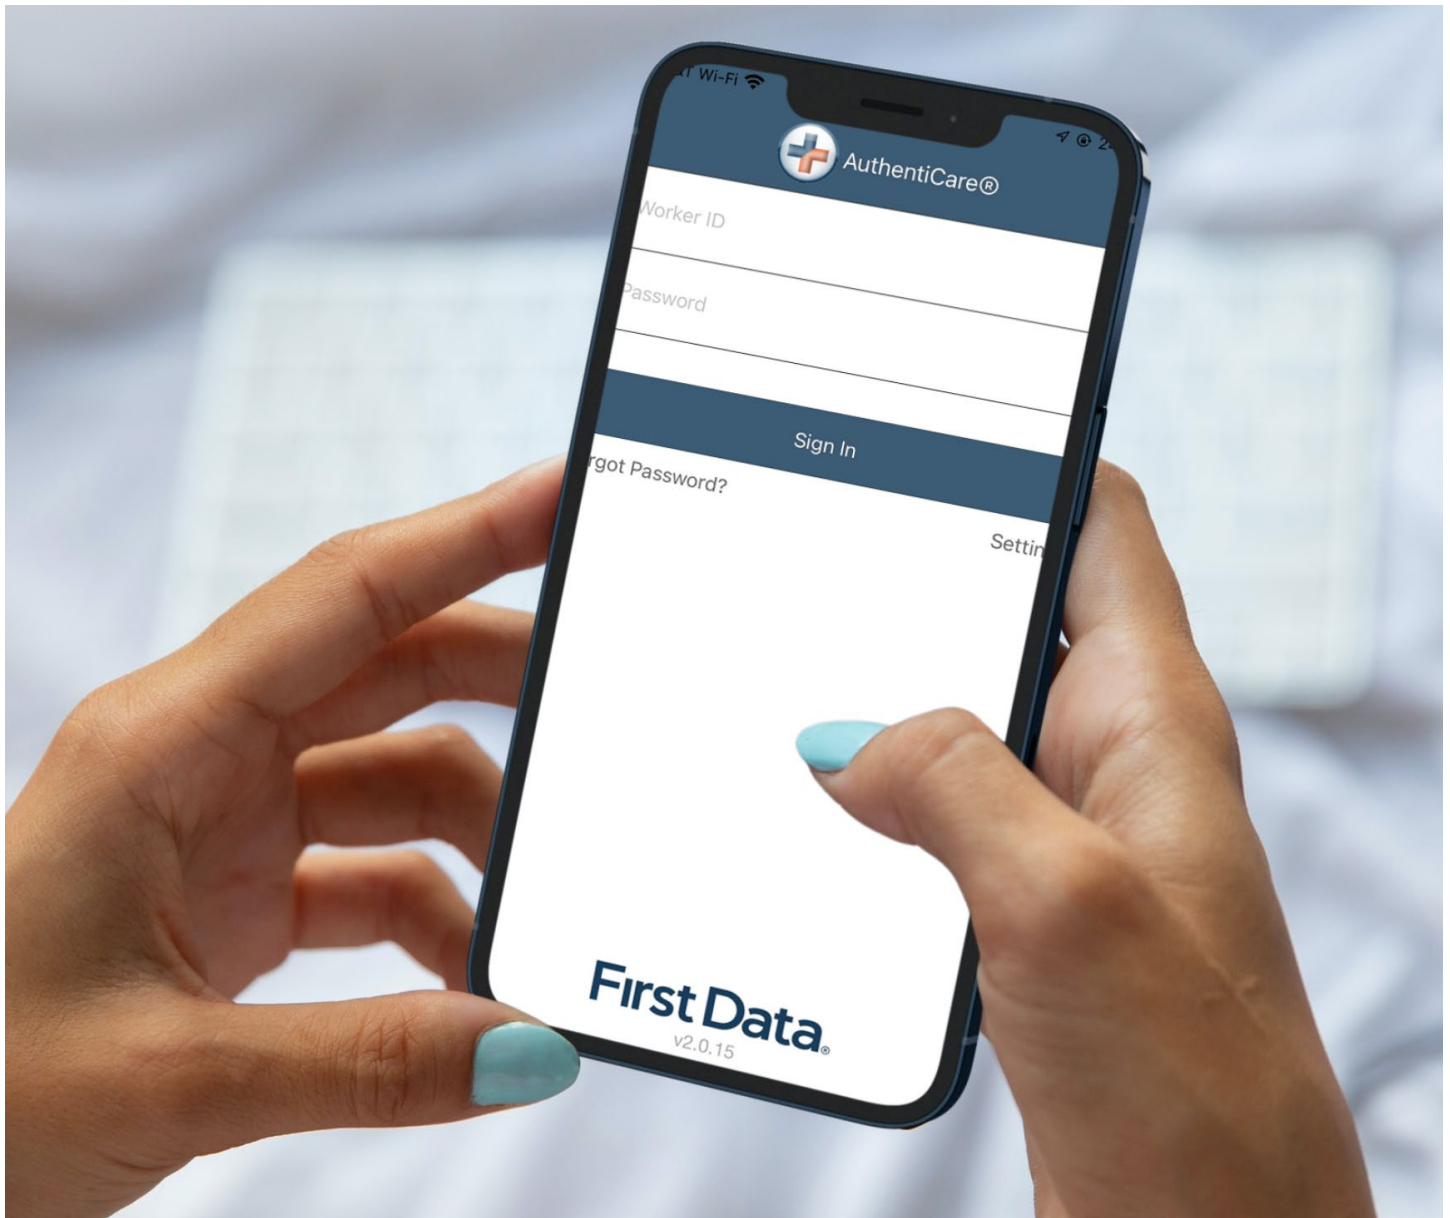 Wi-Fi
AuthentiCare®
Worker ID
Password
Sign In
rgot Password?
Settin
First Data®
v2.0.15